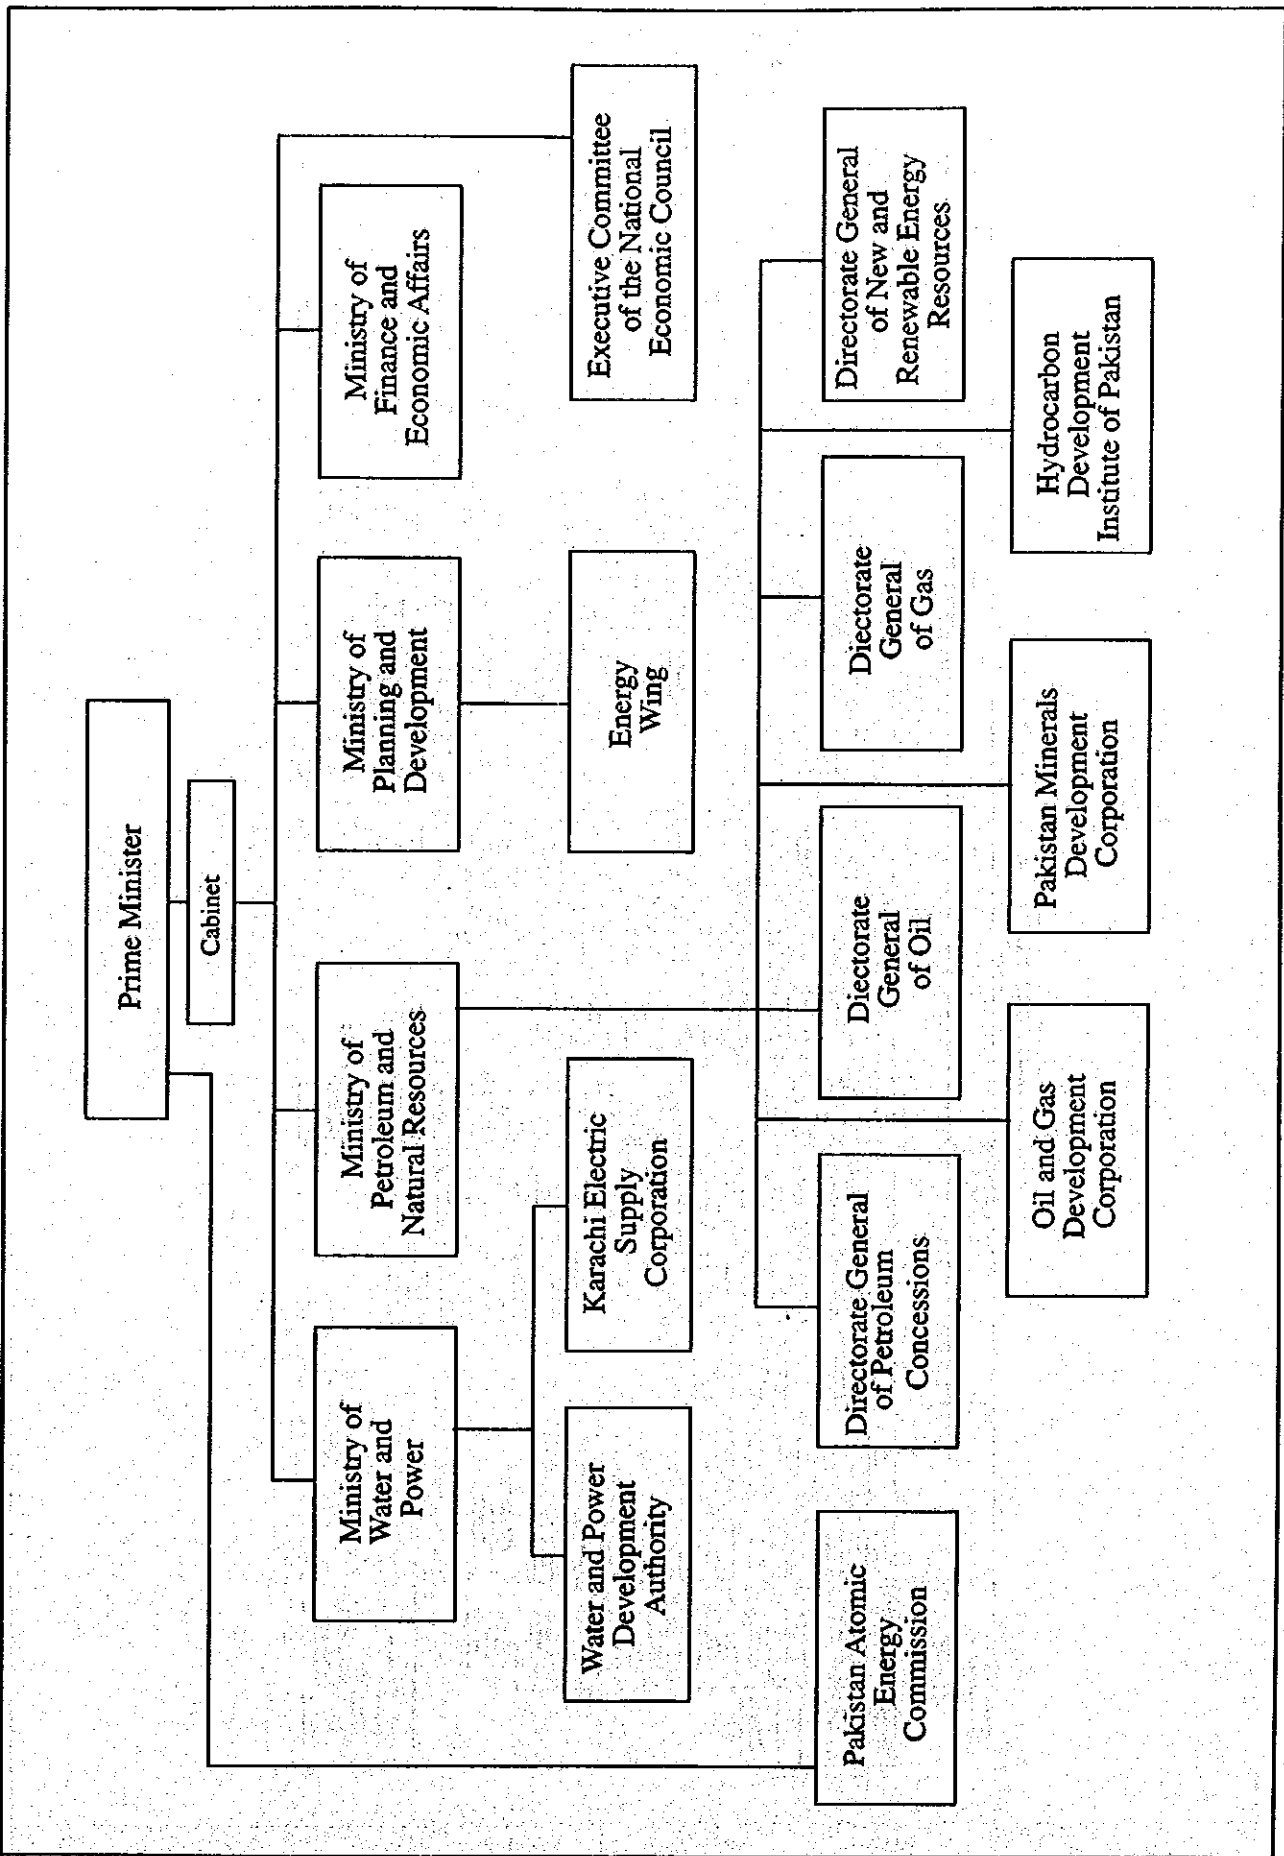 Prime Minister
Cabinet
Ministry of
Water and
Power
Ministry of
Petroleum and
Natural Resources
Ministry of
Planning and
Development
Ministry of
Finance and
Economic Affairs
Water and Power
Development
Authority
Karachi Electric
Supply
Corporation
Energy
Wing
Executive Committee
of the National
Economic Council
Pakistan Atomic
Energy
Commission
Directorate General
of Petroleum
Concessions
Diectorate
General
of Oil
Diectorate
General
of Gas
Directorate General
of New and
Renewable Energy
Resources
Oil and Gas
Development
Corporation
Pakistan Minerals
Development
Corporation
Hydrocarbon
Development
Institute of Pakistan